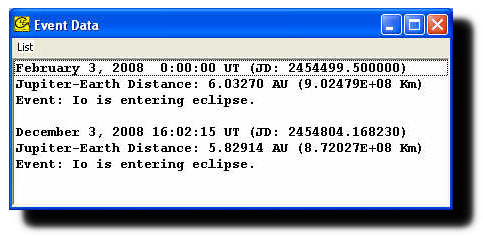 Event Data
List
February 3, 2008  0:00:00 UT (JD: 2454499.500000)
Jupiter-Earth Distance: 6.03270 AU (9.02479E+08 Km)
Event: Io is entering eclipse.
December 3, 2008 16:02:15 UT (JD: 2454804.168230)
Jupiter-Earth Distance: 5.82914 AU (8.72027E+08 Km)
Event: Io is entering eclipse.